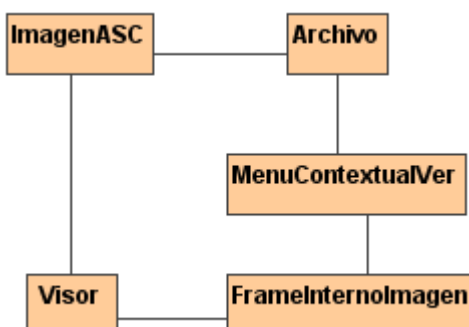 ImagenASC
Archivo
MenuContextualVer
Visor
FrameInternoImagen